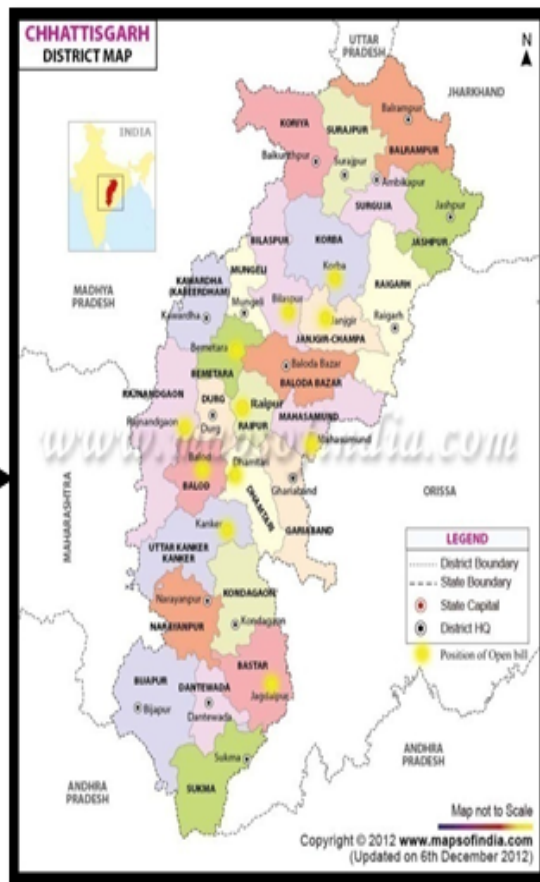 CHHATTISGARH
DISTRICT MAP
UTTAR
PRADESH
N
JHARKHAND
INDIA
KORIYA
Baikunthpur
SURAJPUR
Surajpur
Balrampur
BALRAMPUR
Ambikapur
SURGUJA
Jashpur
JASHPUR
BILASPUR
KORBA
Korba
MADHYA
PRADESH
KAWARDHA
(KABEERDHAM)
Kawardha
MUNGELI
Mungeli
Bilaspur
Janjgir
JANJGIR-CHAMPA
RAIGARH
Raigarh
Bemetara
BEMETARA
Baloda Bazar
BALODA BAZAR
RAJNANDGAON
Rajnandgaon
DURG
Durg
Raipur
RAIPUR
MAHASAMUND
Mahasamund
www.mapsofindia.com
Balod
BALOD
Dhamtari
DHAMTARI
Ghariaband
GARIABAND
MAHARASHTRA
ORISSA
Kanker
UTTAR KANKER
KANKER
Narayanpur
NARAYANPUR
KONDAGAON
Kondagaon
BASTAR
Jagdalpur
BIJAPUR
Bijapur
DANTEWADA
Dantewada
Sukma
SUKMA
ANDHRA
PRADESH
ANDHRA
PRADESH
LEGEND
District Boundary
State Boundary
State Capital
District HQ
Position of Open bill
Map not to Scale
Copyright © 2012 www.mapsofindia.com
(Updated on 6th December 2012)